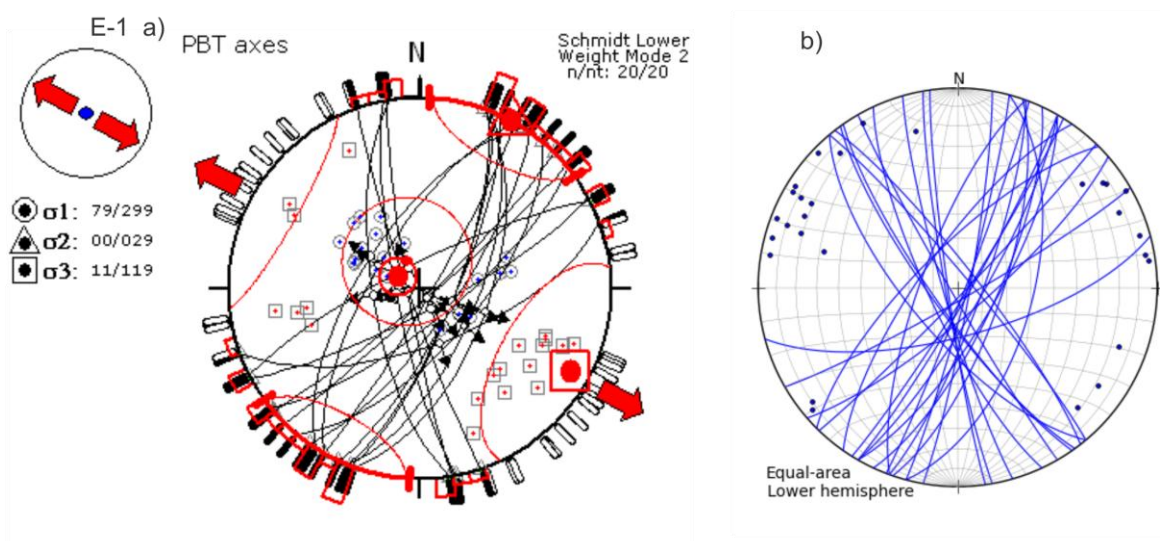 E-1 a)
PBT axes
N
Schmidt Lower
Weight Mode 2
n/nt: 20/20
σ1: 79/299
σ2: 00/029
σ3: 11/119
b)
N
Equal-area
Lower hemisphere